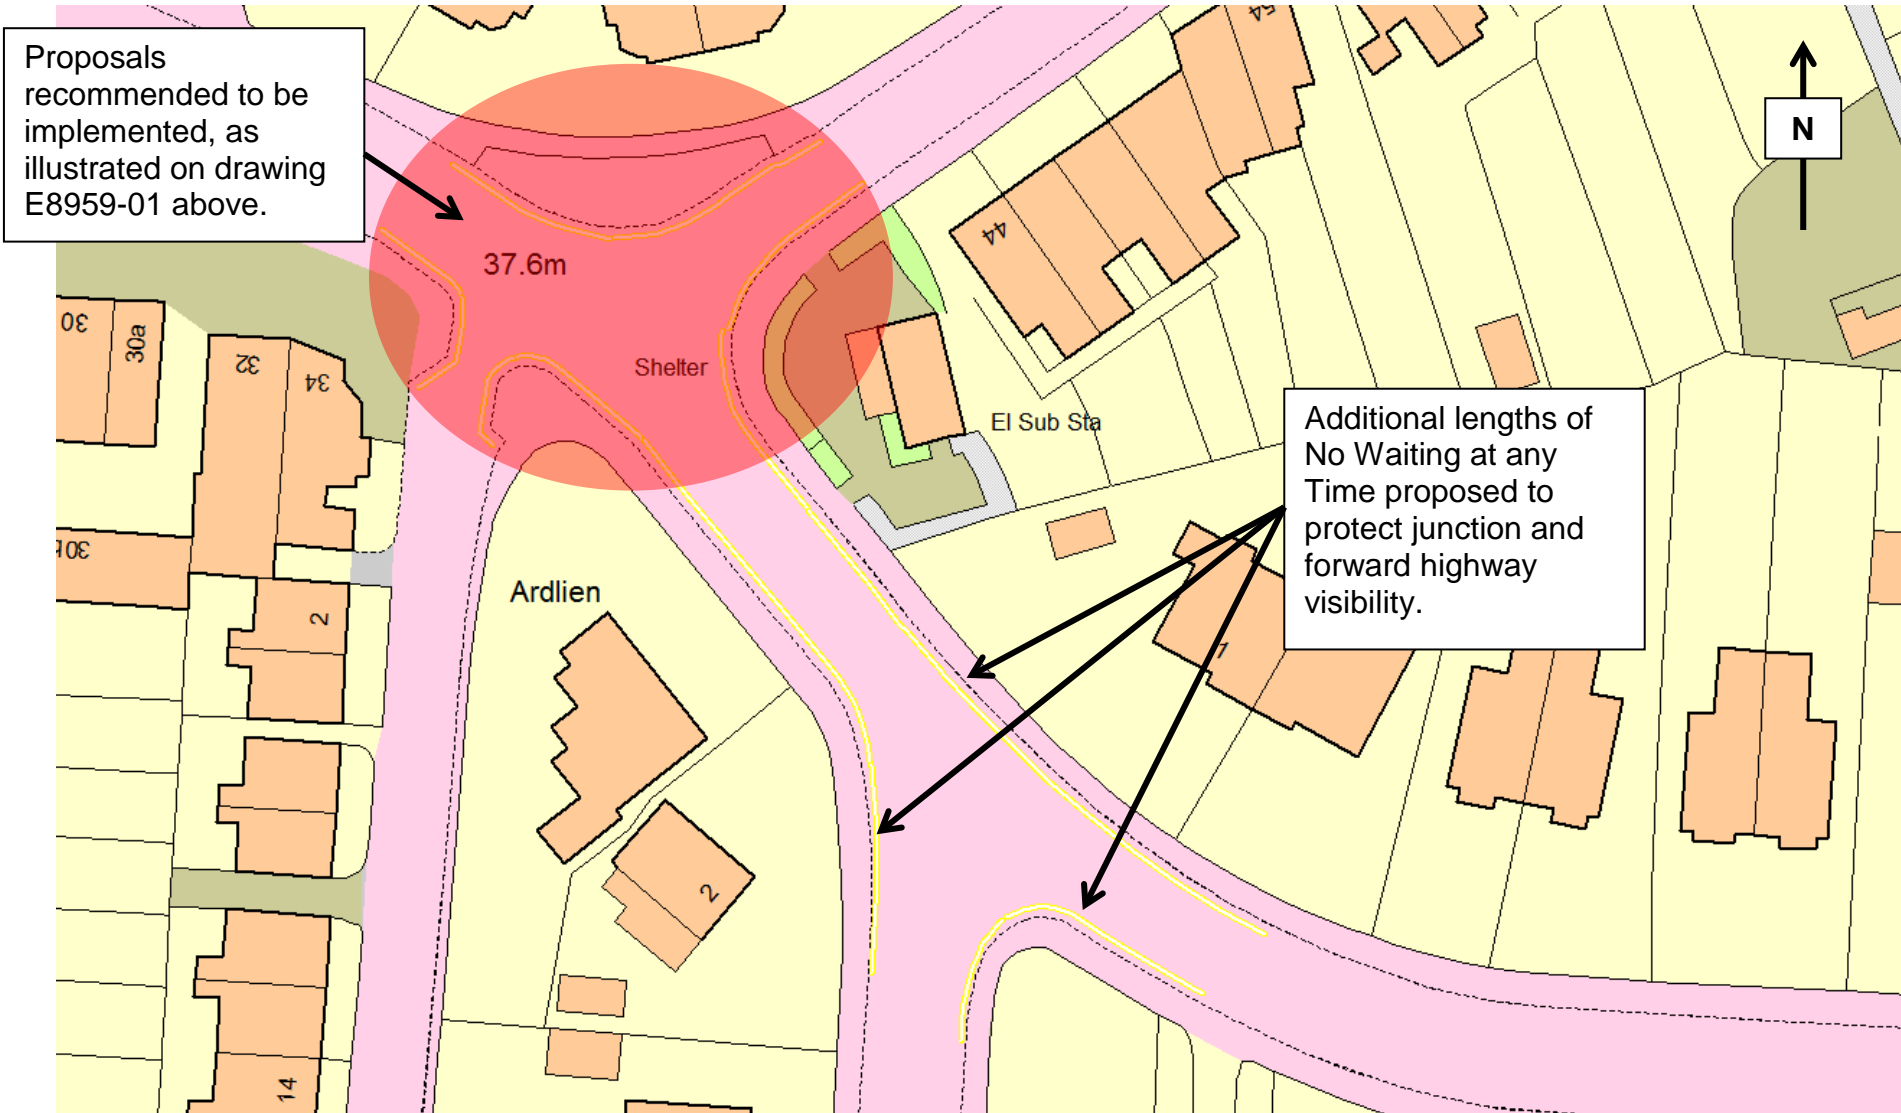 Proposals
recommended to be
implemented, as
illustrated on drawing
E8959-01 above.
54
N
37.6m
44
30
30a
32
34
Shelter
El Sub Sta
Additional lengths of
No Waiting at any
Time proposed to
protect junction and
forward highway
visibility.
Ardlien
2
1
2
14